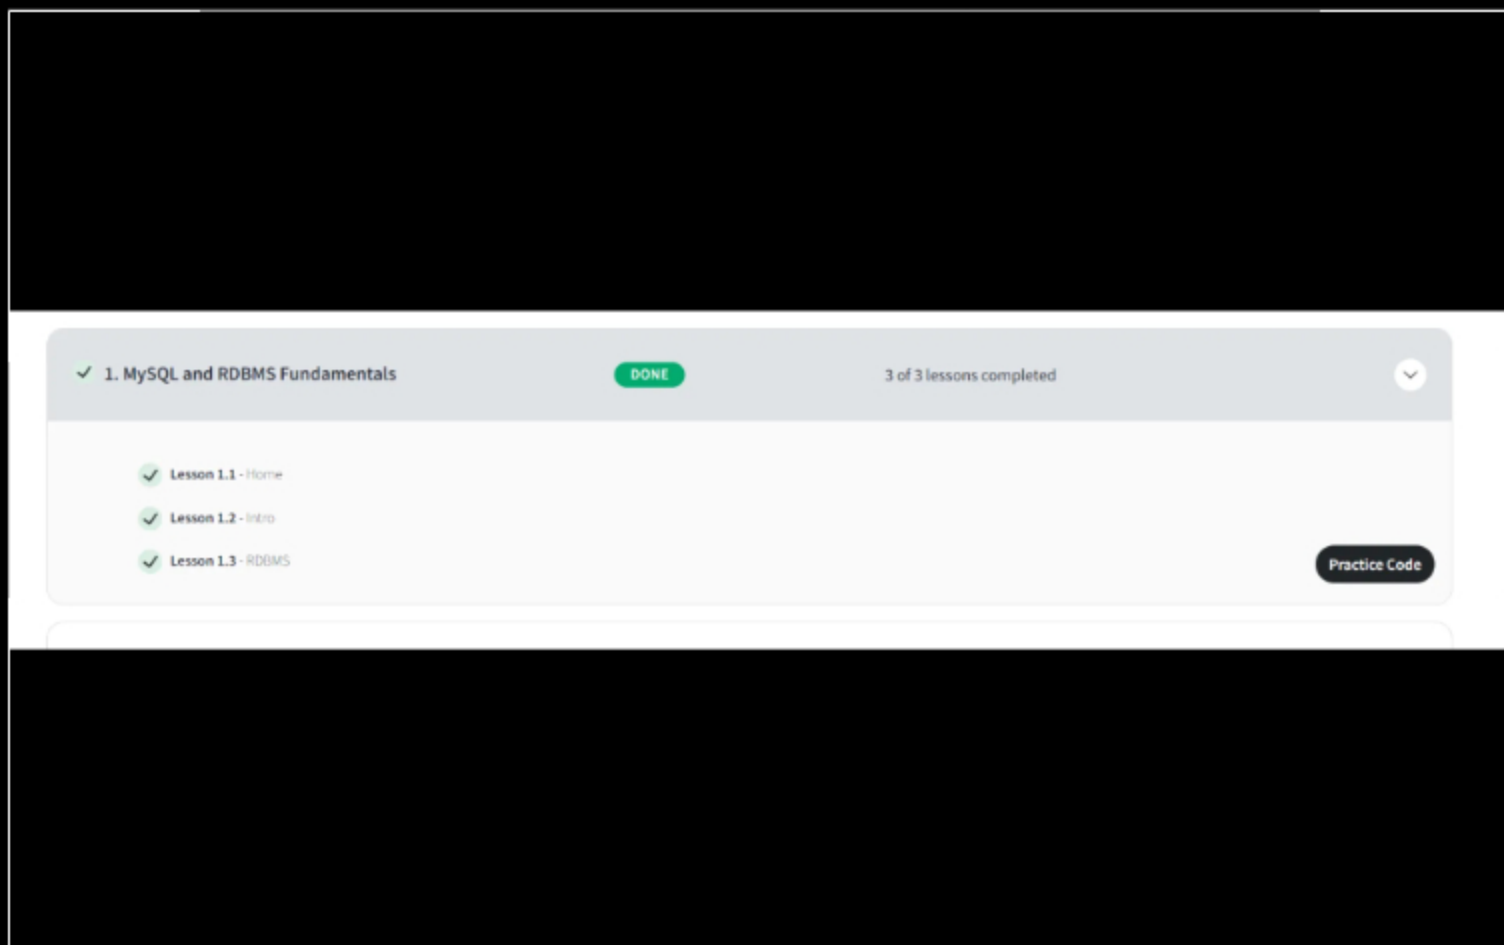 1. MySQL and RDBMS Fundamentals DONE 3 of 3 lessons completed
Lesson 1.1 - Home
Lesson 1.2 - Intro
Lesson 1.3 - RDBMS
Practice Code